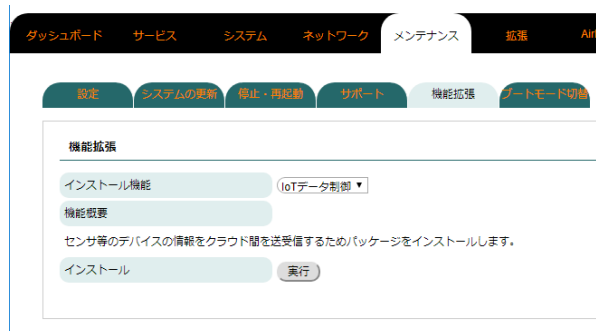 ダッシュボード サービス システム ネットワーク メンテナンス 拡張
設定 システムの更新 停止・再起動 サポート 機能拡張 ブートモード切替
機能拡張
インストール機能 IoTデータ制御 ▼
機能概要
センサ等のデバイスの情報をクラウド間を送受信するためパッケージをインストールします。
インストール 実行